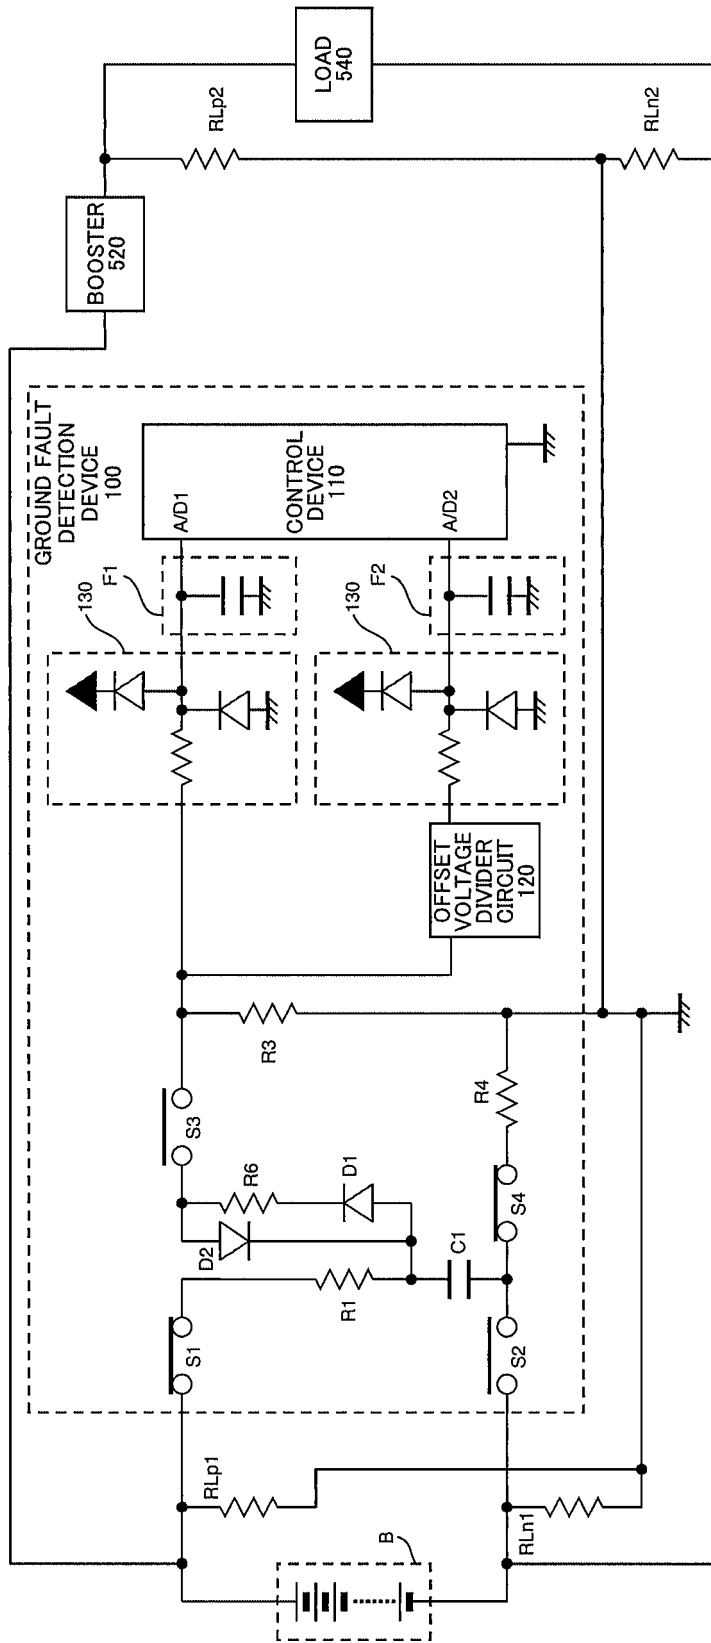 LOAD
540
RLp2
RLn2
BOOSTER
520
GROUND FAULT
DETECTION
DEVICE
100
A/D1
CONTROL
DEVICE
110
A/D2
F1
130
F2
130
OFFSET
VOLTAGE
DIVIDER
CIRCUIT
120
R3
R4
S3
R6
D1
S4
D2
C1
R1
S1
S2
RLp1
RLn1
B